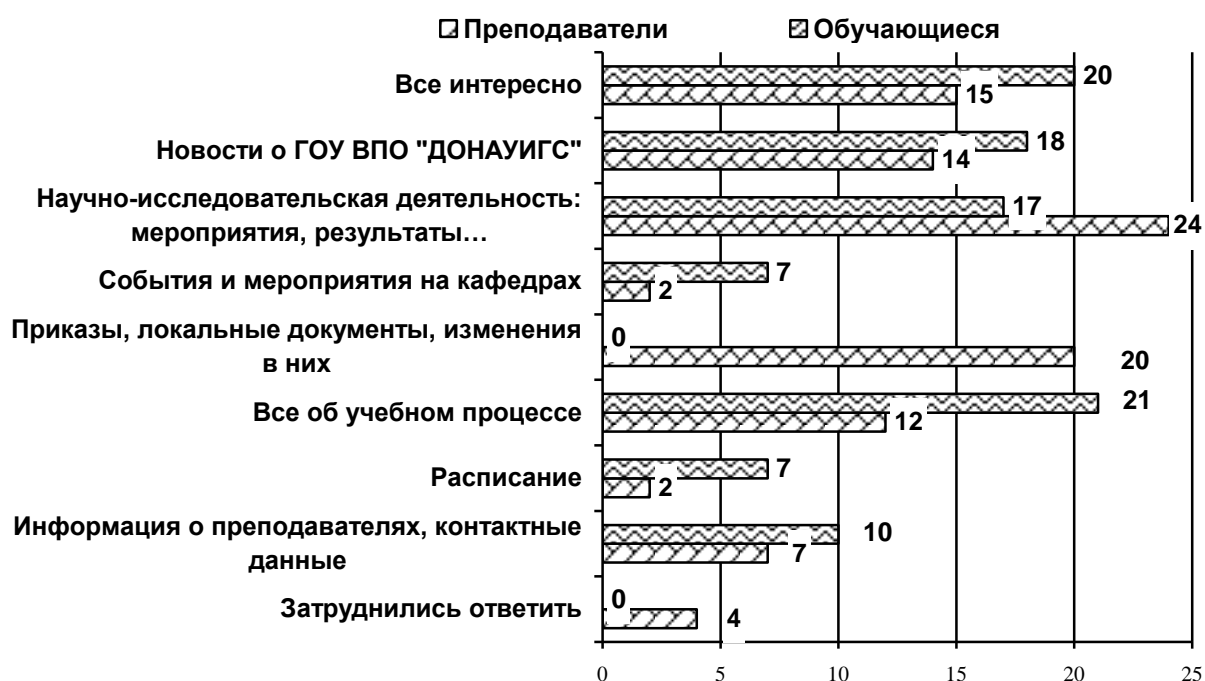 Преподаватели Обучающиеся
Все интересно
20
15
Новости о ГОУ ВПО "ДОНАУИГС"
18
14
Научно-исследовательская деятельность:
мероприятия, результаты…
17
24
События и мероприятия на кафедрах
7
2
Приказы, локальные документы, изменения
в них
0
20
Все об учебном процессе
21
12
Расписание
7
2
Информация о преподавателях, контактные
данные
10
7
Затруднились ответить
0
4
0 5 10 15 20 25